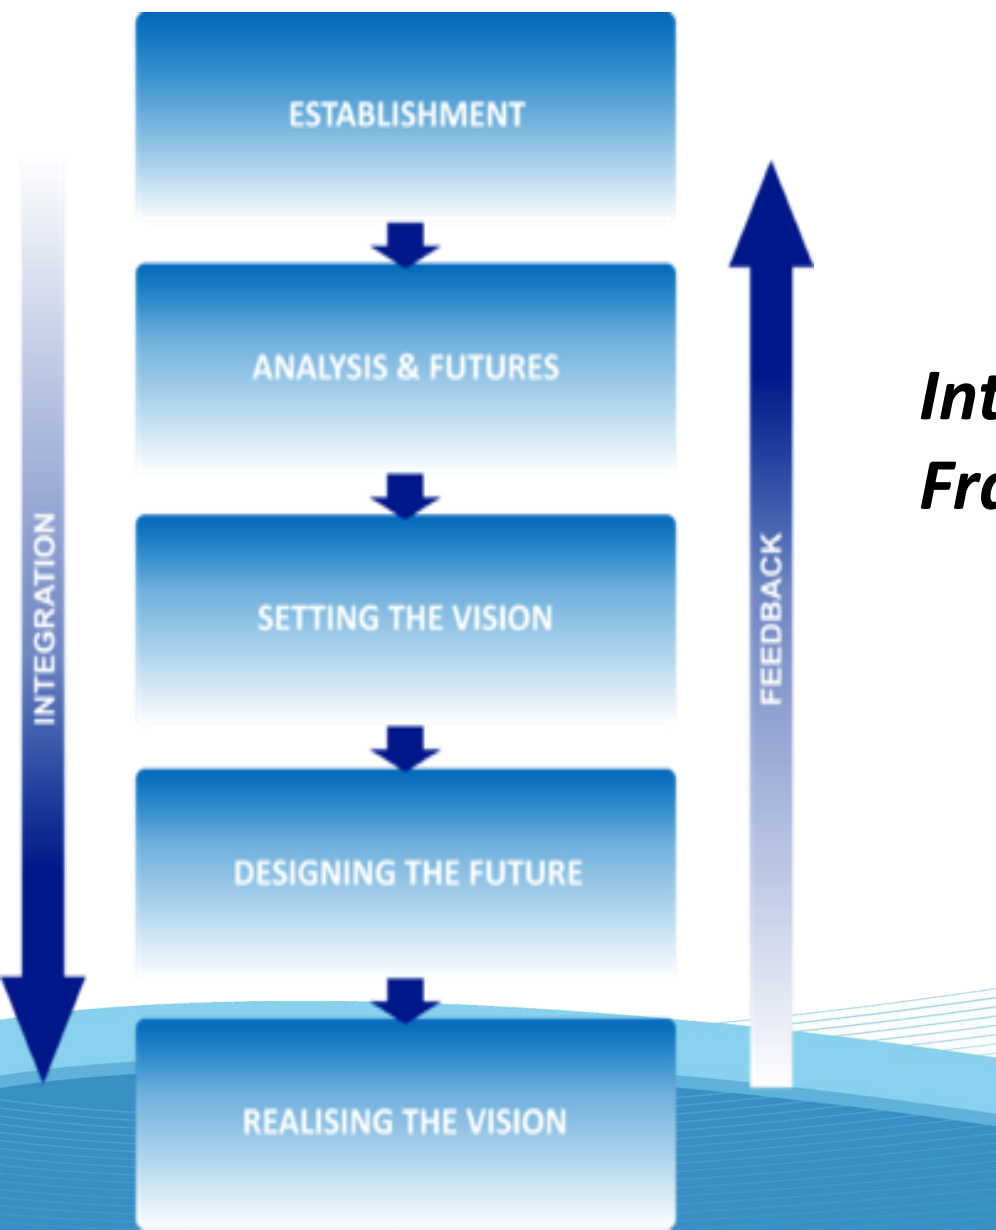 ESTABLISHMENT
ANALYSIS & FUTURES
SETTING THE VISION
DESIGNING THE FUTURE
REALISING THE VISION
INTEGRATION
FEEDBACK